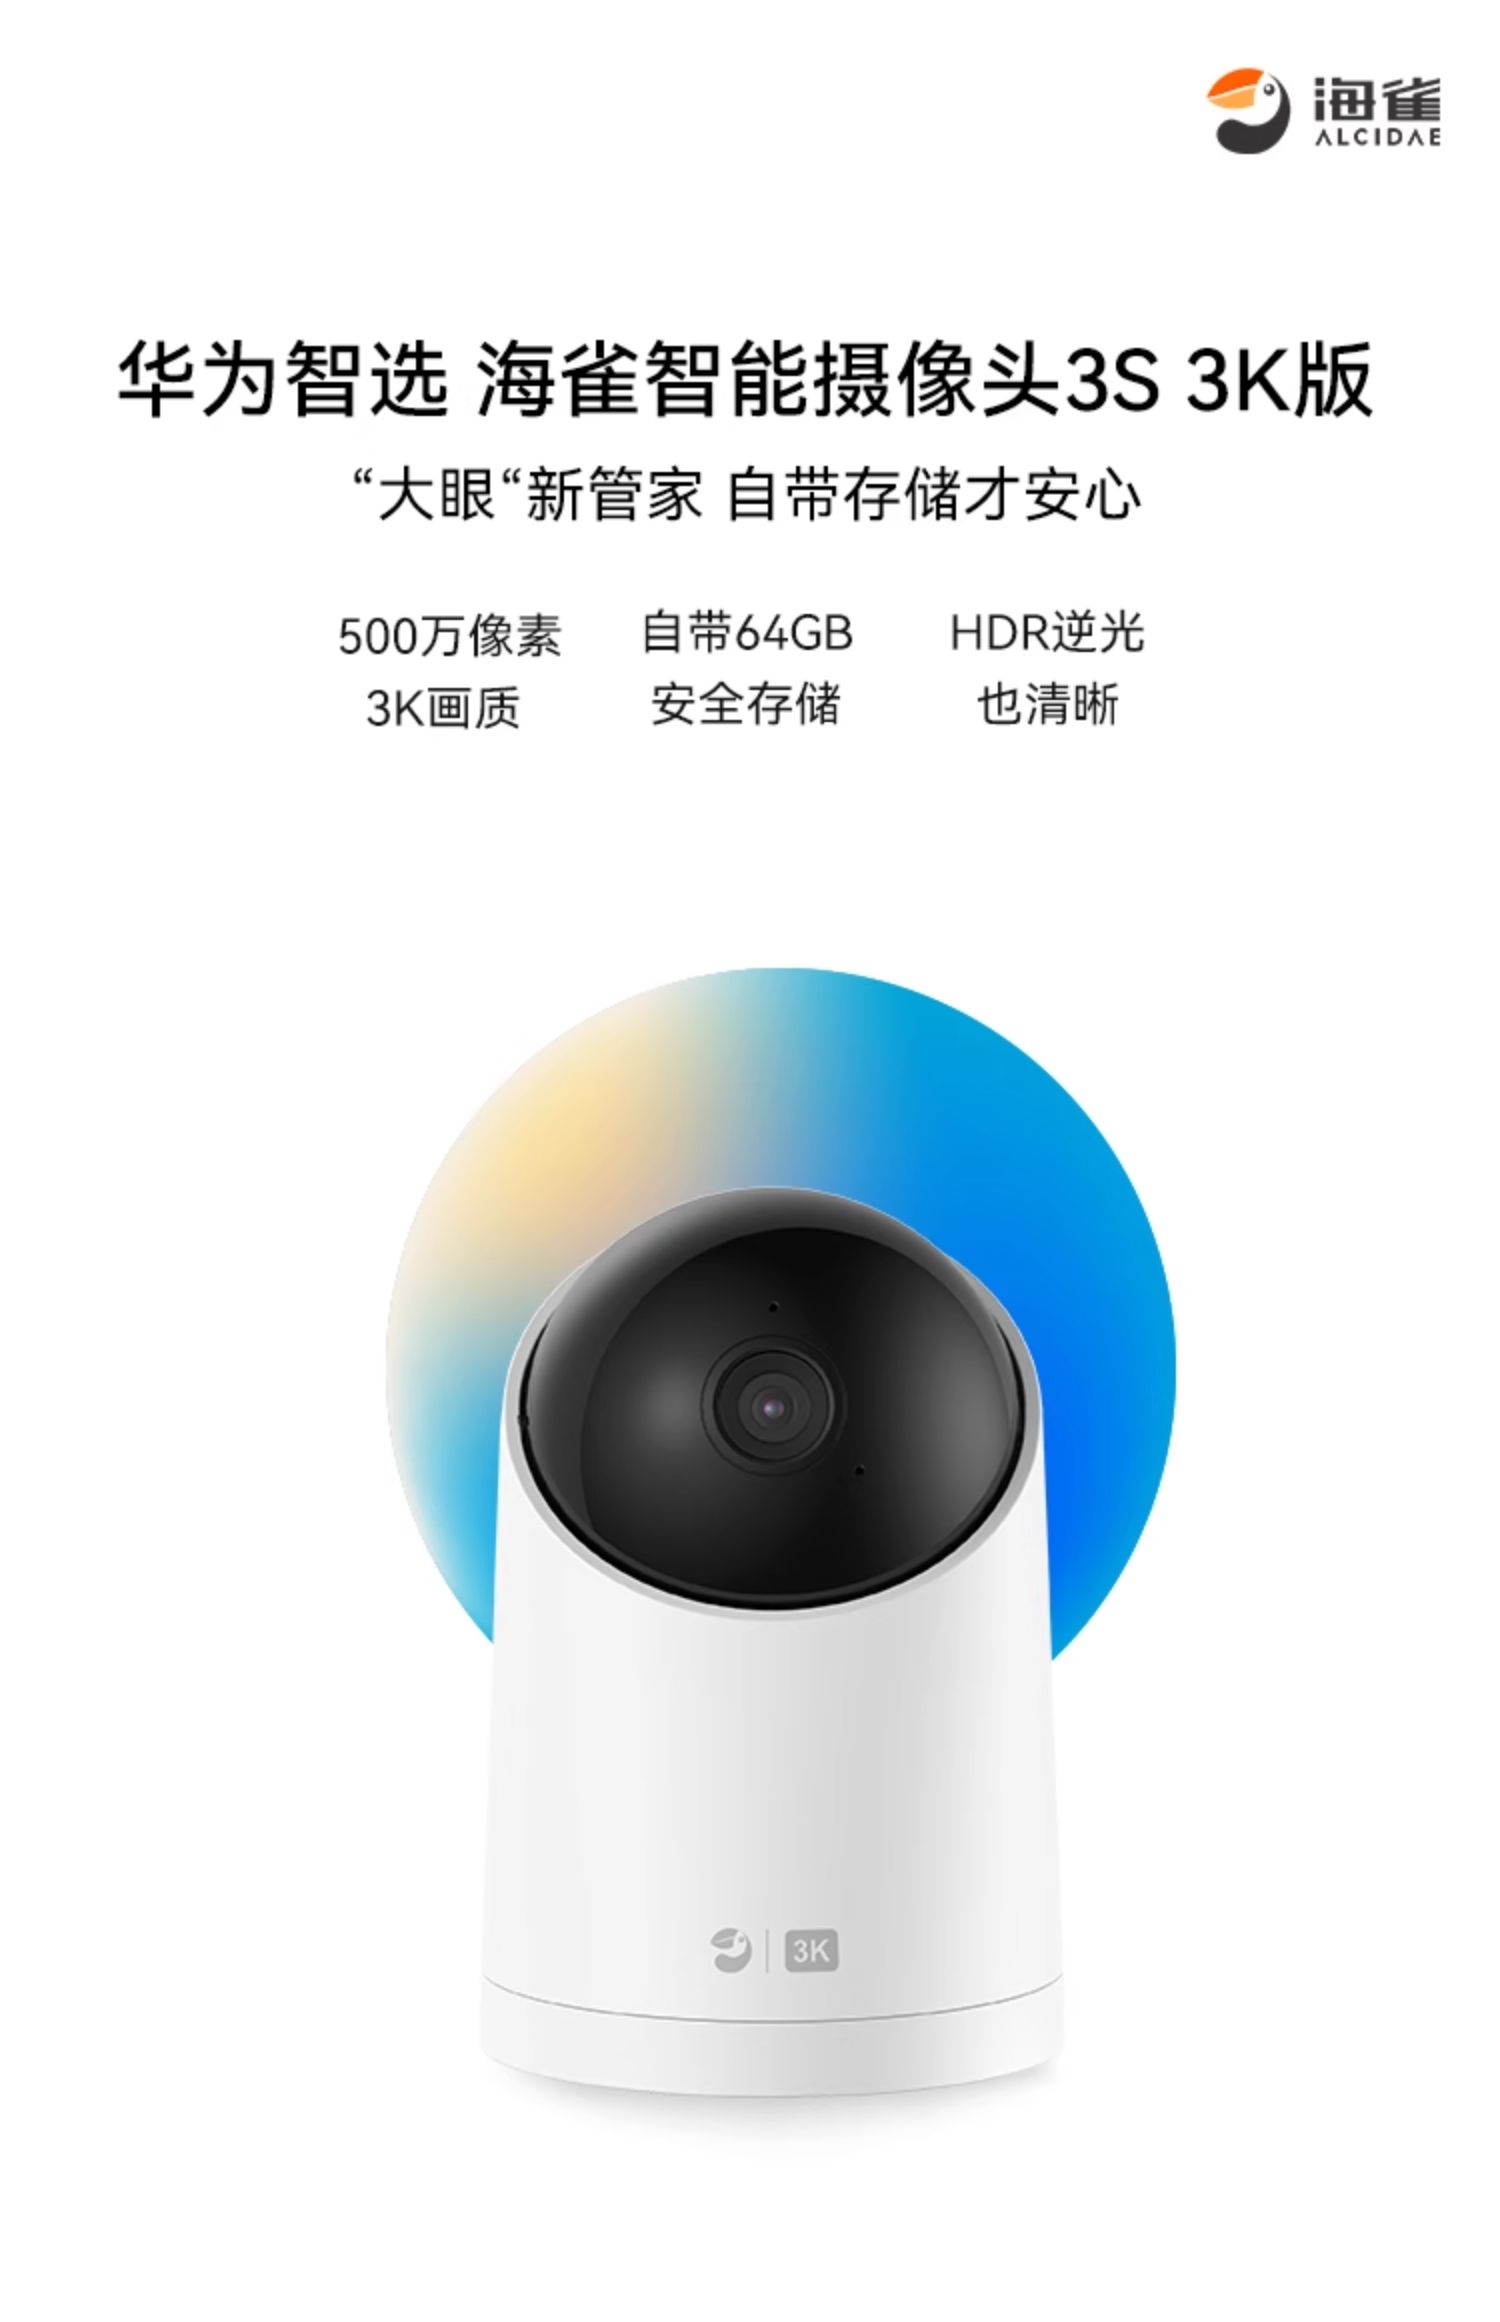 海雀
ALCIDAE
华为智选 海雀智能摄像头3S 3K版
“大眼“新管家 自带存储才安心
500万像素 自带64GB HDR逆光
3K画质 安全存储 也清晰
3K